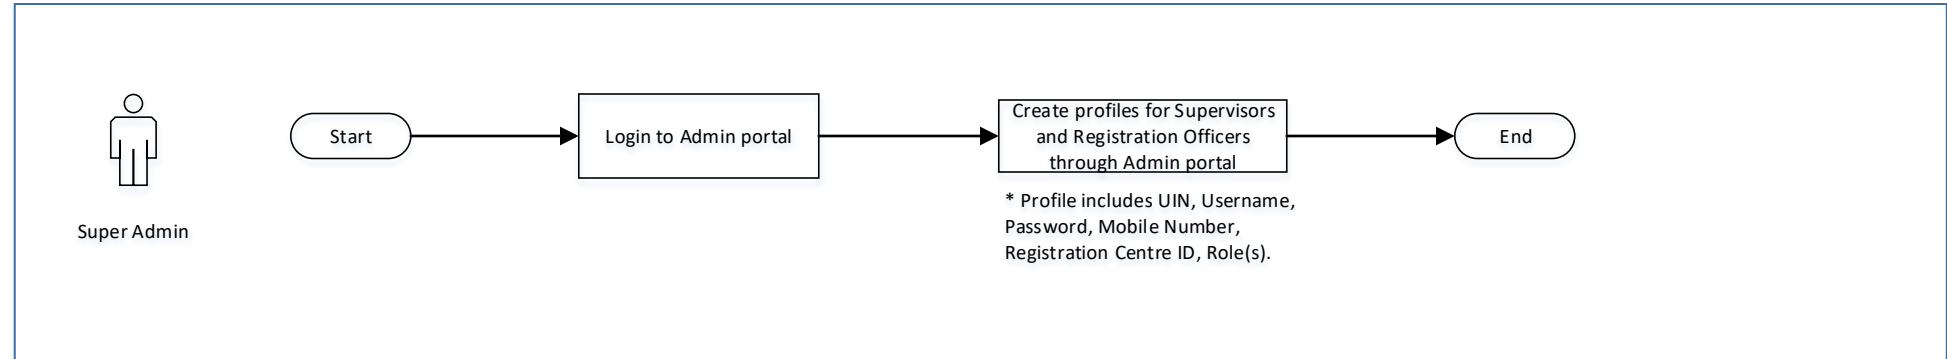 Super Admin
Start
Login to Admin portal
Create profiles for Supervisors
and Registration Officers
through Admin portal
* Profile includes UIN, Username,
Password, Mobile Number,
Registration Centre ID, Role(s).
End